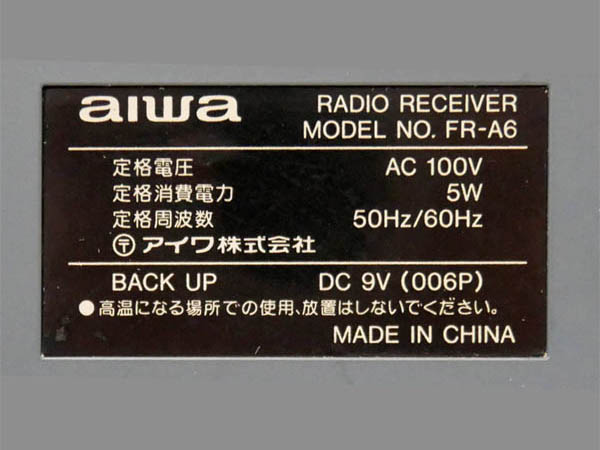 aiwa RADIO RECEIVER
MODEL NO. FR-A6
定格電圧 AC 100V
定格消費電力 5W
定格周波数 50Hz/60Hz
〶 アイワ株式会社
BACK UP DC 9V (006P)
●高温になる場所での使用、放置はしないでください。
MADE IN CHINA